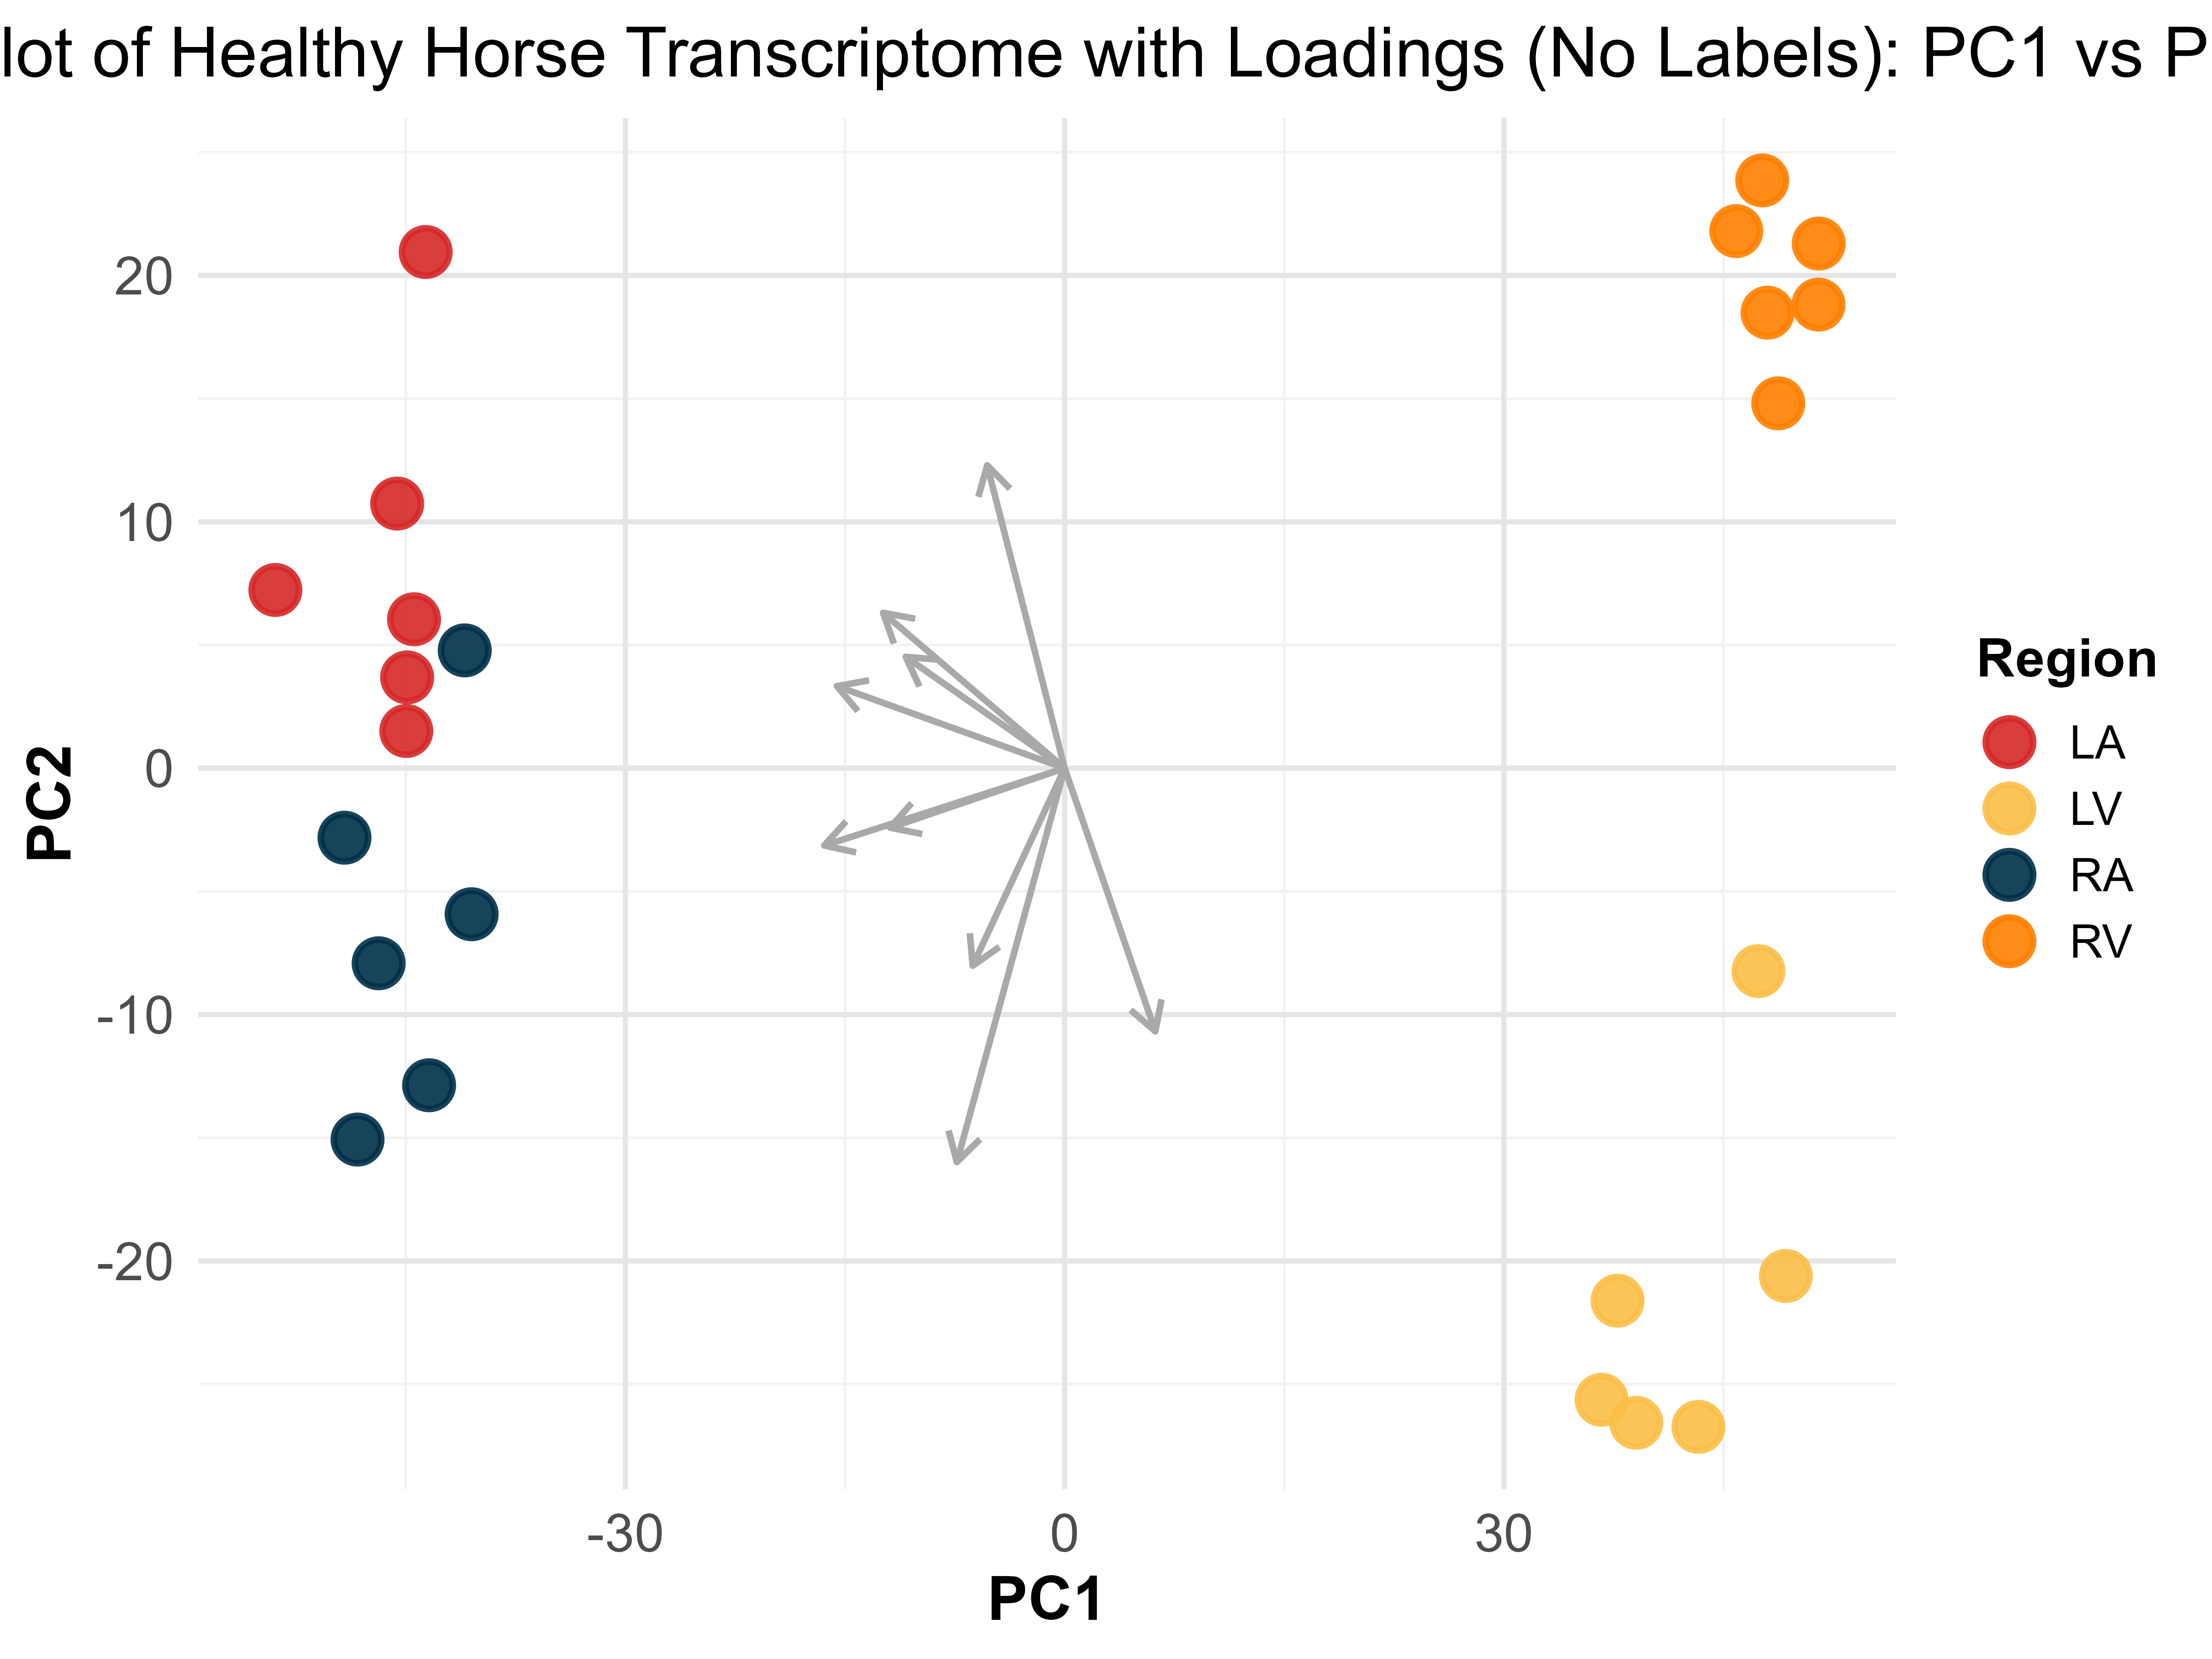 lot of Healthy Horse Transcriptome with Loadings (No Labels): PC1 vs P
20
10
0
-10
-20
PC2
-30 0 30
PC1
Region
LA
LV
RA
RV